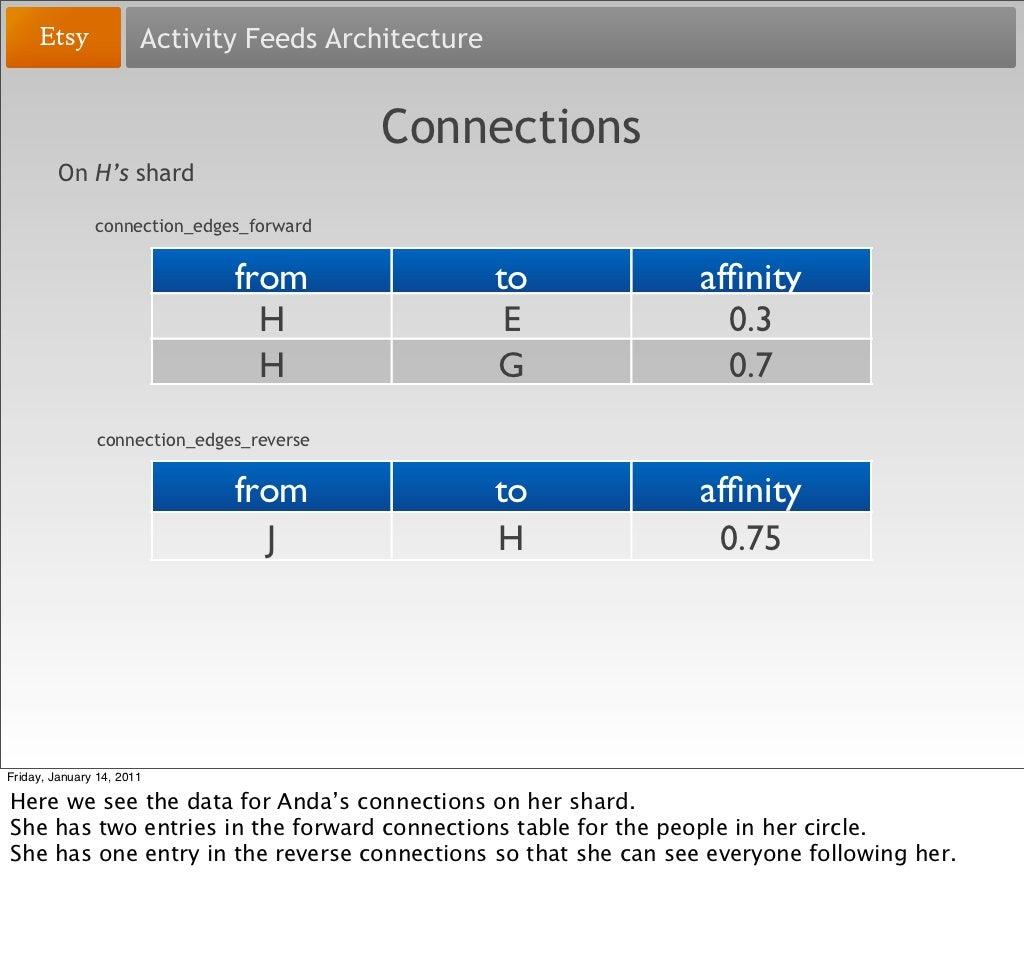 Etsy Activity Feeds Architecture
Connections
On H’s shard
connection_edges_forward
from to affinity
H E 0.3
H G 0.7
connection_edges_reverse
from to affinity
J H 0.75
Friday, January 14, 2011
Here we see the data for Anda’s connections on her shard.
She has two entries in the forward connections table for the people in her circle.
She has one entry in the reverse connections so that she can see everyone following her.